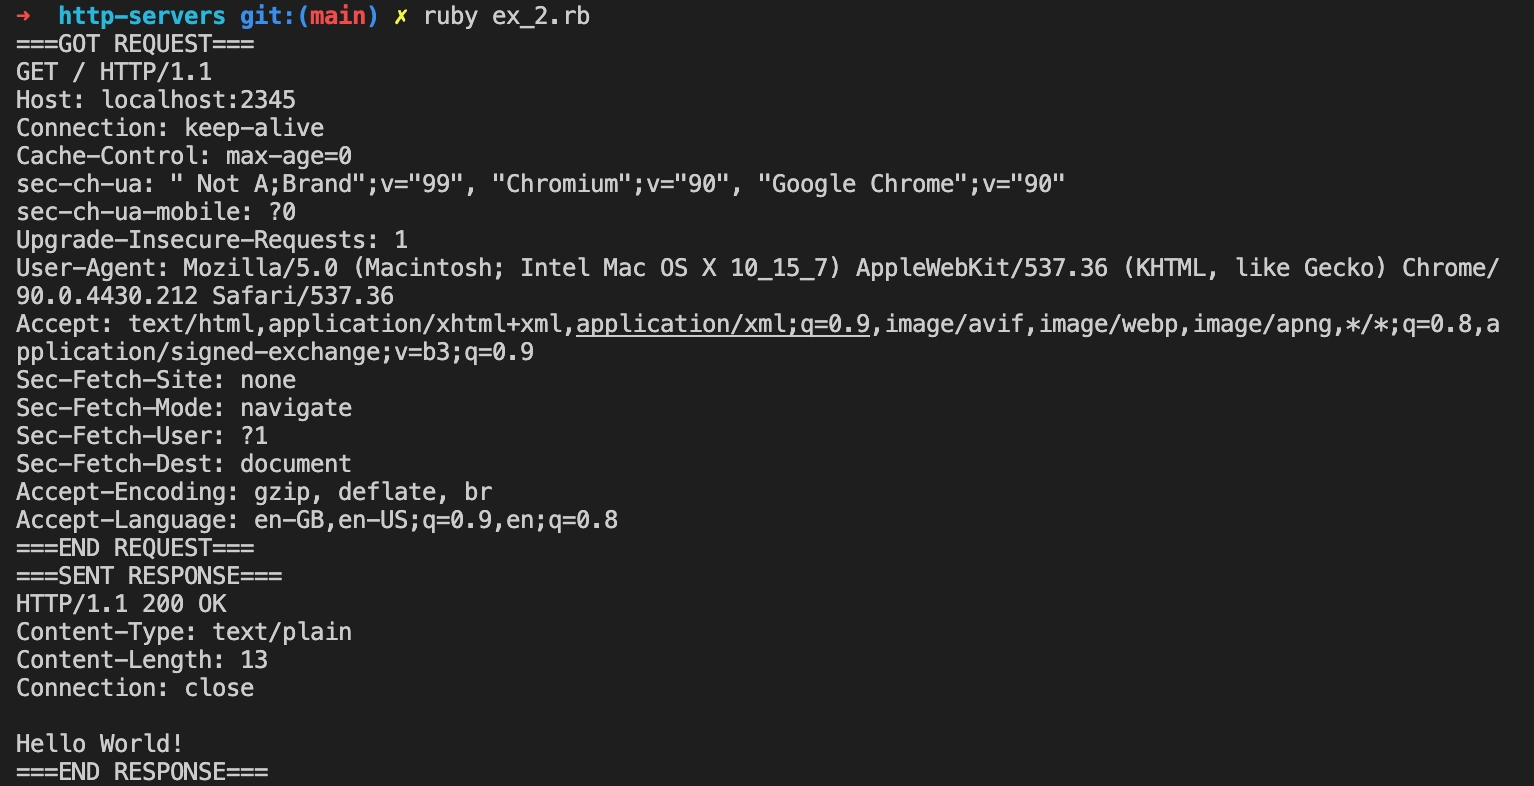 ➜  http-servers git:(main) ✗ ruby ex_2.rb
===GOT REQUEST===
GET / HTTP/1.1
Host: localhost:2345
Connection: keep-alive
Cache-Control: max-age=0
sec-ch-ua: " Not A;Brand";v="99", "Chromium";v="90", "Google Chrome";v="90"
sec-ch-ua-mobile: ?0
Upgrade-Insecure-Requests: 1
User-Agent: Mozilla/5.0 (Macintosh; Intel Mac OS X 10_15_7) AppleWebKit/537.36 (KHTML, like Gecko) Chrome/
90.0.4430.212 Safari/537.36
Accept: text/html,application/xhtml+xml,application/xml;q=0.9,image/avif,image/webp,image/apng,*/*;q=0.8,a
pplication/signed-exchange;v=b3;q=0.9
Sec-Fetch-Site: none
Sec-Fetch-Mode: navigate
Sec-Fetch-User: ?1
Sec-Fetch-Dest: document
Accept-Encoding: gzip, deflate, br
Accept-Language: en-GB,en-US;q=0.9,en;q=0.8
===END REQUEST===
===SENT RESPONSE===
HTTP/1.1 200 OK
Content-Type: text/plain
Content-Length: 13
Connection: close

Hello World!
===END RESPONSE===